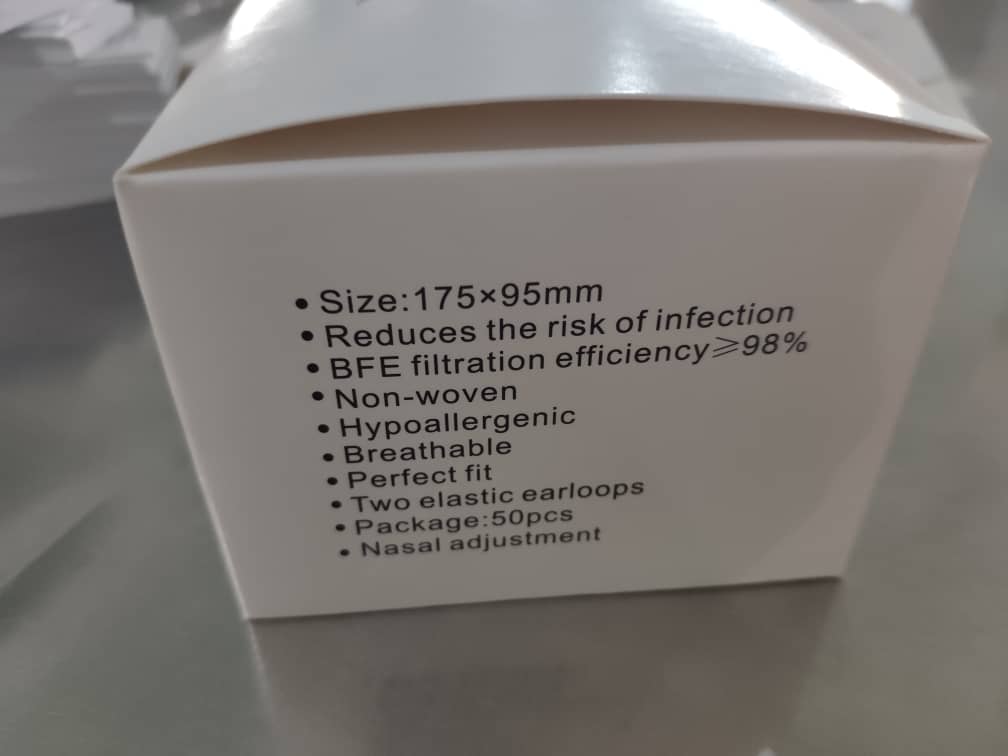 • Size:175×95mm
• Reduces the risk of infection
• BFE filtration efficiency⩾98%
• Non-woven
• Hypoallergenic
• Breathable
• Perfect fit
• Two elastic earloops
• Package:50pcs
• Nasal adjustment